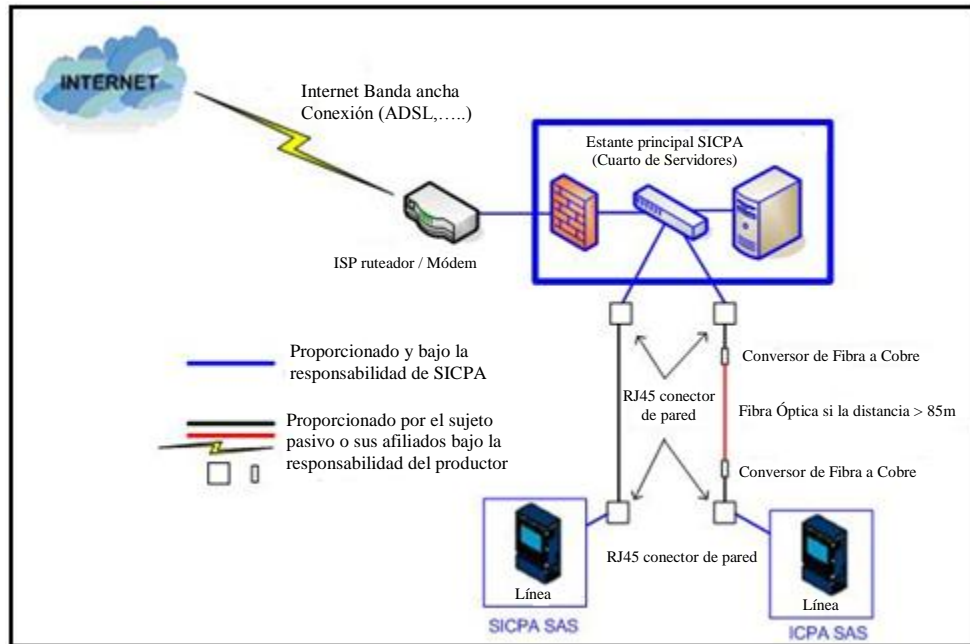 INTERNET
Internet Banda ancha
Conexión (ADSL,…..)
Estante principal SICPA
(Cuarto de Servidores)
ISP ruteador / Módem
Proporcionado y bajo la
responsabilidad de SICPA
Proporcionado por el sujeto
pasivo o sus afiliados bajo la
responsabilidad del productor
Conversor de Fibra a Cobre
RJ45 conector
de pared
Fibra Óptica si la distancia > 85m
Conversor de Fibra a Cobre
RJ45 conector de pared
Línea
Línea
SICPA SAS
ICPA SAS